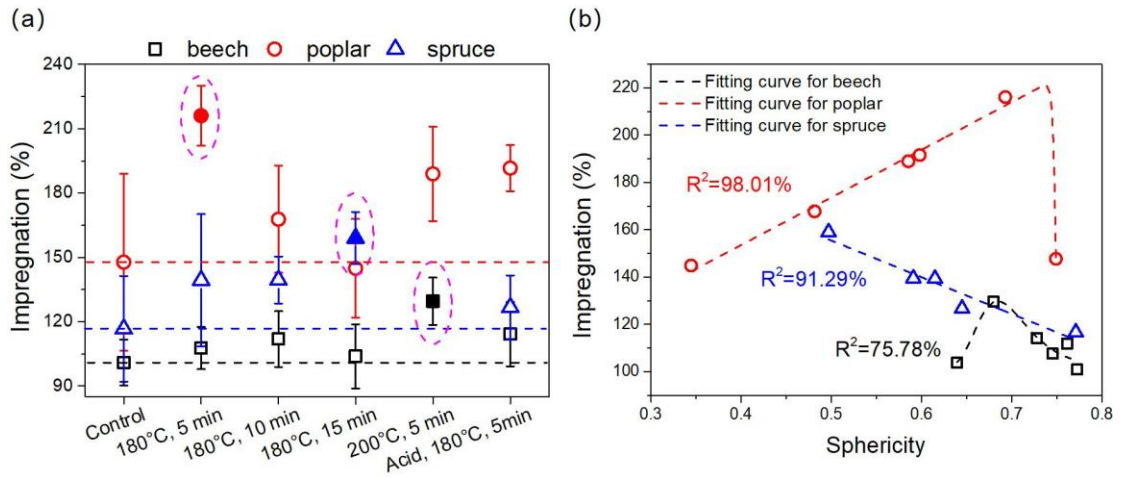 (a)
beech poplar spruce
Impregnation (%)
240
210
180
150
120
90
Control
180°C, 5 min
180°C, 10 min
180°C, 15 min
200°C, 5 min
Acid, 180°C, 5min
(b)
Fitting curve for beech
Fitting curve for poplar
Fitting curve for spruce
R²=98.01%
R²=91.29%
R²=75.78%
Impregnation (%)
220
200
180
160
140
120
100
0.3 0.4 0.5 0.6 0.7 0.8
Sphericity